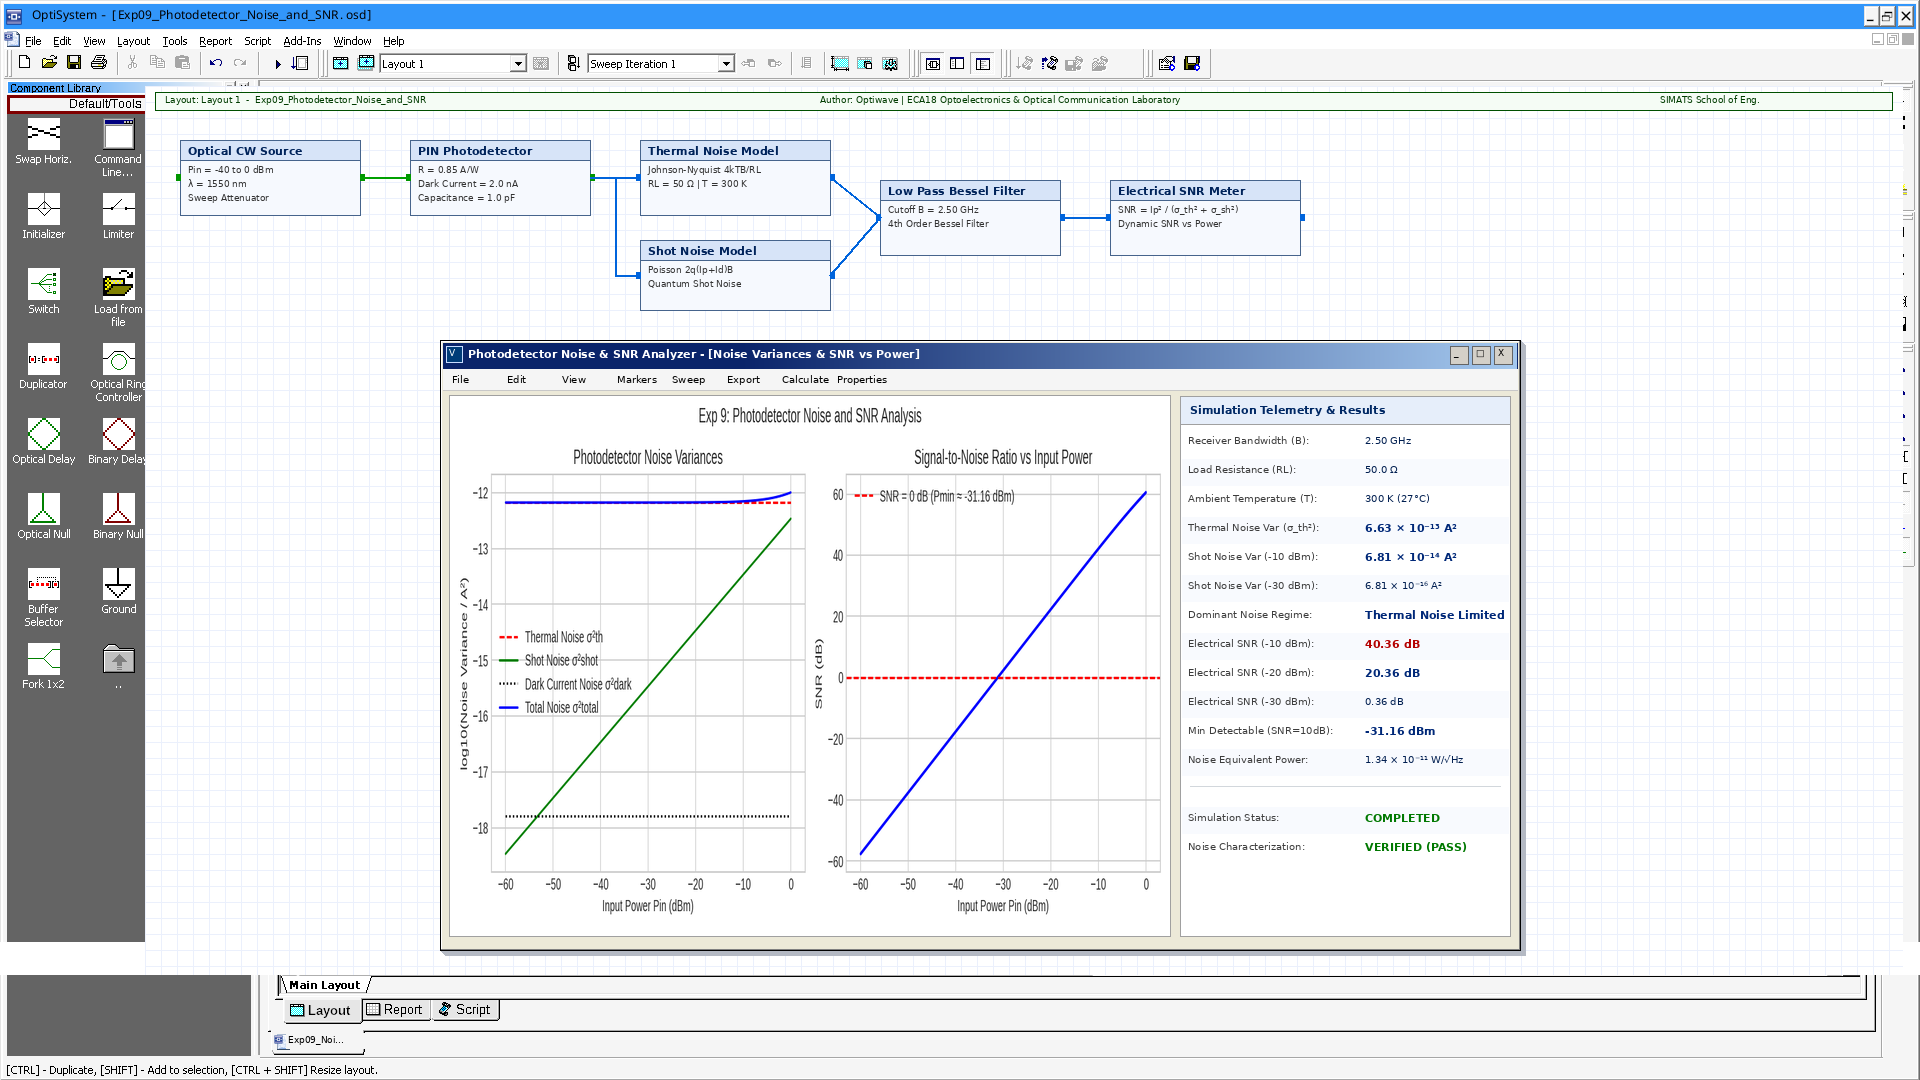 OptiSystem - [Exp09_Photodetector_Noise_and_SNR.osd]
File Edit View Layout Tools Report Script Add-Ins Window Help
Layout 1
Sweep Iteration 1
Component Library
Default/Tools
Swap Horiz.
Command Line...
Initializer
Limiter
Switch
Load from file
Duplicator
Optical Ring Controller
Optical Delay
Binary Delay
Optical Null
Binary Null
Buffer Selector
Ground
Fork 1x2
..
Layout: Layout 1 - Exp09_Photodetector_Noise_and_SNR
Author: Optiwave | ECA18 Optoelectronics & Optical Communication Laboratory
SIMATS School of Eng.
Optical CW Source
Pin = -40 to 0 dBm
λ = 1550 nm
Sweep Attenuator
PIN Photodetector
R = 0.85 A/W
Dark Current = 2.0 nA
Capacitance = 1.0 pF
Thermal Noise Model
Johnson-Nyquist 4kTB/RL
RL = 50 Ω | T = 300 K
Shot Noise Model
Poisson 2q(Ip+Id)B
Quantum Shot Noise
Low Pass Bessel Filter
Cutoff B = 2.50 GHz
4th Order Bessel Filter
Electrical SNR Meter
SNR = Ip² / (σ_th² + σ_sh²)
Dynamic SNR vs Power
V Photodetector Noise & SNR Analyzer - [Noise Variances & SNR vs Power]
File Edit View Markers Sweep Export Calculate Properties
Exp 9: Photodetector Noise and SNR Analysis
Photodetector Noise Variances
log10(Noise Variance / A²)
−12
−13
−14
−15
−16
−17
−18
Thermal Noise σ²th
Shot Noise σ²shot
Dark Current Noise σ²dark
Total Noise σ²total
−60 −50 −40 −30 −20 −10 0
Input Power Pin (dBm)
Signal-to-Noise Ratio vs Input Power
SNR (dB)
SNR = 0 dB (Pmin ≈ -31.16 dBm)
60
40
20
0
−20
−40
−60
−60 −50 −40 −30 −20 −10 0
Input Power Pin (dBm)
Simulation Telemetry & Results
Receiver Bandwidth (B): 2.50 GHz
Load Resistance (RL): 50.0 Ω
Ambient Temperature (T): 300 K (27°C)
Thermal Noise Var (σ_th²): 6.63 × 10⁻¹³ A²
Shot Noise Var (-10 dBm): 6.81 × 10⁻¹⁴ A²
Shot Noise Var (-30 dBm): 6.81 × 10⁻¹⁶ A²
Dominant Noise Regime: Thermal Noise Limited
Electrical SNR (-10 dBm): 40.36 dB
Electrical SNR (-20 dBm): 20.36 dB
Electrical SNR (-30 dBm): 0.36 dB
Min Detectable (SNR=10dB): -31.16 dBm
Noise Equivalent Power: 1.34 × 10⁻¹¹ W/√Hz
Simulation Status: COMPLETED
Noise Characterization: VERIFIED (PASS)
Main Layout
Layout Report Script
Exp09_Noi...
[CTRL] - Duplicate, [SHIFT] - Add to selection, [CTRL + SHIFT] Resize layout.